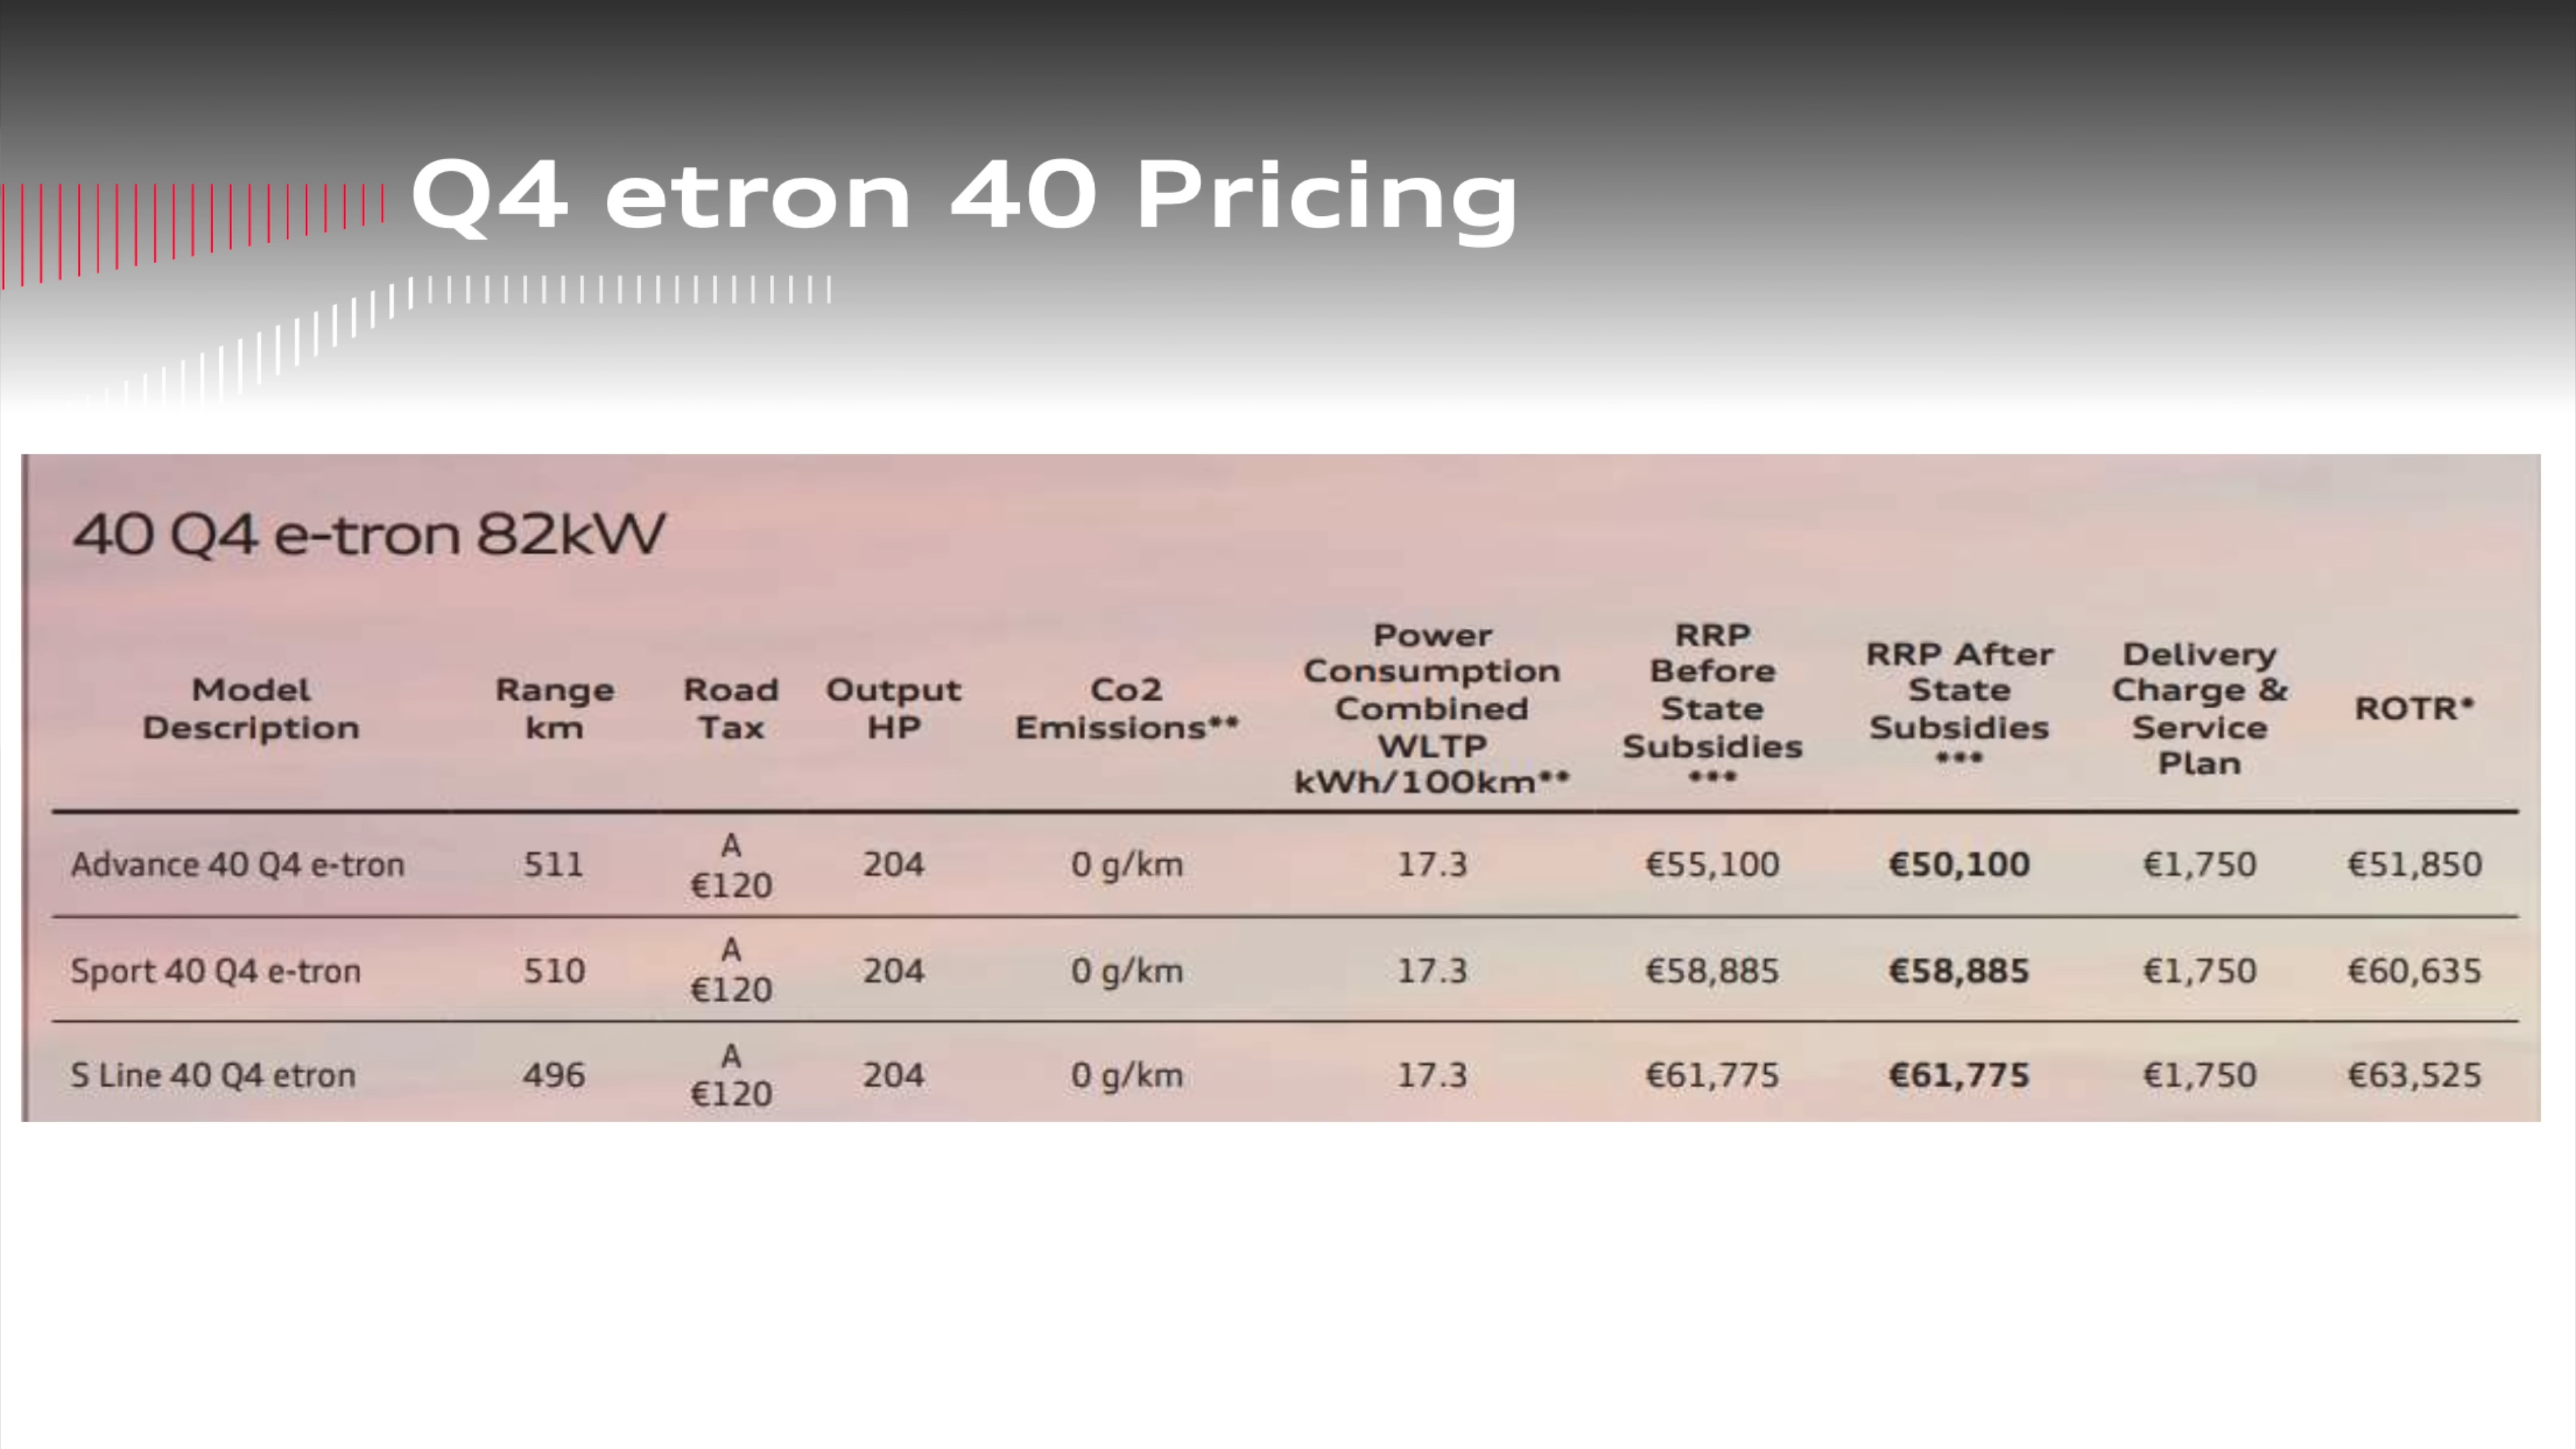 Q4 etron 40 Pricing
40 Q4 e-tron 82kW
Model Description Range km Road Tax Output HP Co2 Emissions** Power Consumption Combined WLTP kWh/100km** RRP Before State Subsidies *** RRP After State Subsidies *** Delivery Charge & Service Plan ROTR*
Advance 40 Q4 e-tron 511 A €120 204 0 g/km 17.3 €55,100 €50,100 €1,750 €51,850
Sport 40 Q4 e-tron 510 A €120 204 0 g/km 17.3 €58,885 €58,885 €1,750 €60,635
S Line 40 Q4 etron 496 A €120 204 0 g/km 17.3 €61,775 €61,775 €1,750 €63,525